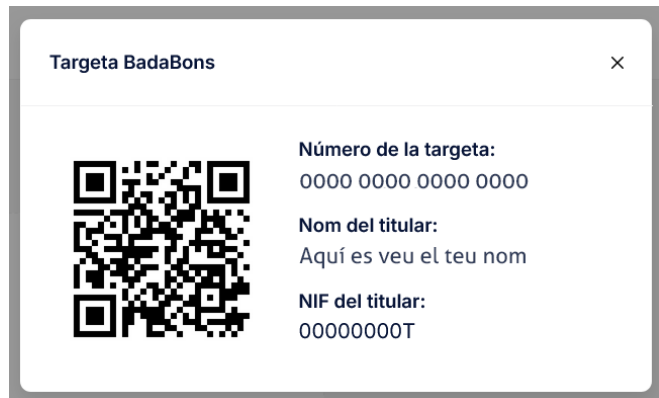 Targeta BadaBons
Número de la targeta:
0000 0000 0000 0000
Nom del titular:
Aquí es veu el teu nom
NIF del titular:
00000000T